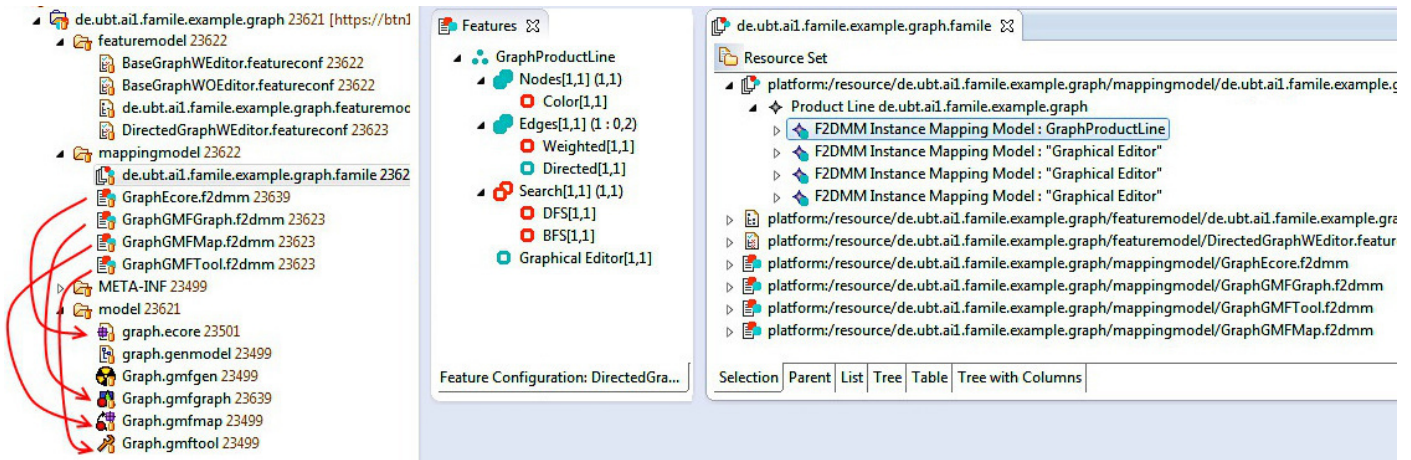 de.ubt.ai1.famile.example.graph 23621 [https://btn1
featuremodel 23622
BaseGraphWEditor.featureconf 23622
BaseGraphWOEditor.featureconf 23622
de.ubt.ai1.famile.example.graph.featuremoc
DirectedGraphWEditor.featureconf 23623
mappingmodel 23622
de.ubt.ai1.famile.example.graph.famile 2362
GraphEcore.f2dmm 23639
GraphGMFGraph.f2dmm 23623
GraphGMFMap.f2dmm 23623
GraphGMFTool.f2dmm 23623
META-INF 23499
model 23621
graph.ecore 23501
graph.genmodel 23499
Graph.gmfgen 23499
Graph.gmfgraph 23639
Graph.gmfmap 23499
Graph.gmftool 23499
Features
GraphProductLine
Nodes[1,1] (1,1)
Color[1,1]
Edges[1,1] (1 : 0,2)
Weighted[1,1]
Directed[1,1]
Search[1,1] (1,1)
DFS[1,1]
BFS[1,1]
Graphical Editor[1,1]
Feature Configuration: DirectedGra...
de.ubt.ai1.famile.example.graph.famile
Resource Set
platform:/resource/de.ubt.ai1.famile.example.graph/mappingmodel/de.ubt.ai1.famile.example.g
Product Line de.ubt.ai1.famile.example.graph
F2DMM Instance Mapping Model : GraphProductLine
F2DMM Instance Mapping Model : "Graphical Editor"
F2DMM Instance Mapping Model : "Graphical Editor"
F2DMM Instance Mapping Model : "Graphical Editor"
platform:/resource/de.ubt.ai1.famile.example.graph/featuremodel/de.ubt.ai1.famile.example.gra
platform:/resource/de.ubt.ai1.famile.example.graph/featuremodel/DirectedGraphWEditor.featur
platform:/resource/de.ubt.ai1.famile.example.graph/mappingmodel/GraphEcore.f2dmm
platform:/resource/de.ubt.ai1.famile.example.graph/mappingmodel/GraphGMFGraph.f2dmm
platform:/resource/de.ubt.ai1.famile.example.graph/mappingmodel/GraphGMFTool.f2dmm
platform:/resource/de.ubt.ai1.famile.example.graph/mappingmodel/GraphGMFMap.f2dmm
Selection Parent List Tree Table Tree with Columns